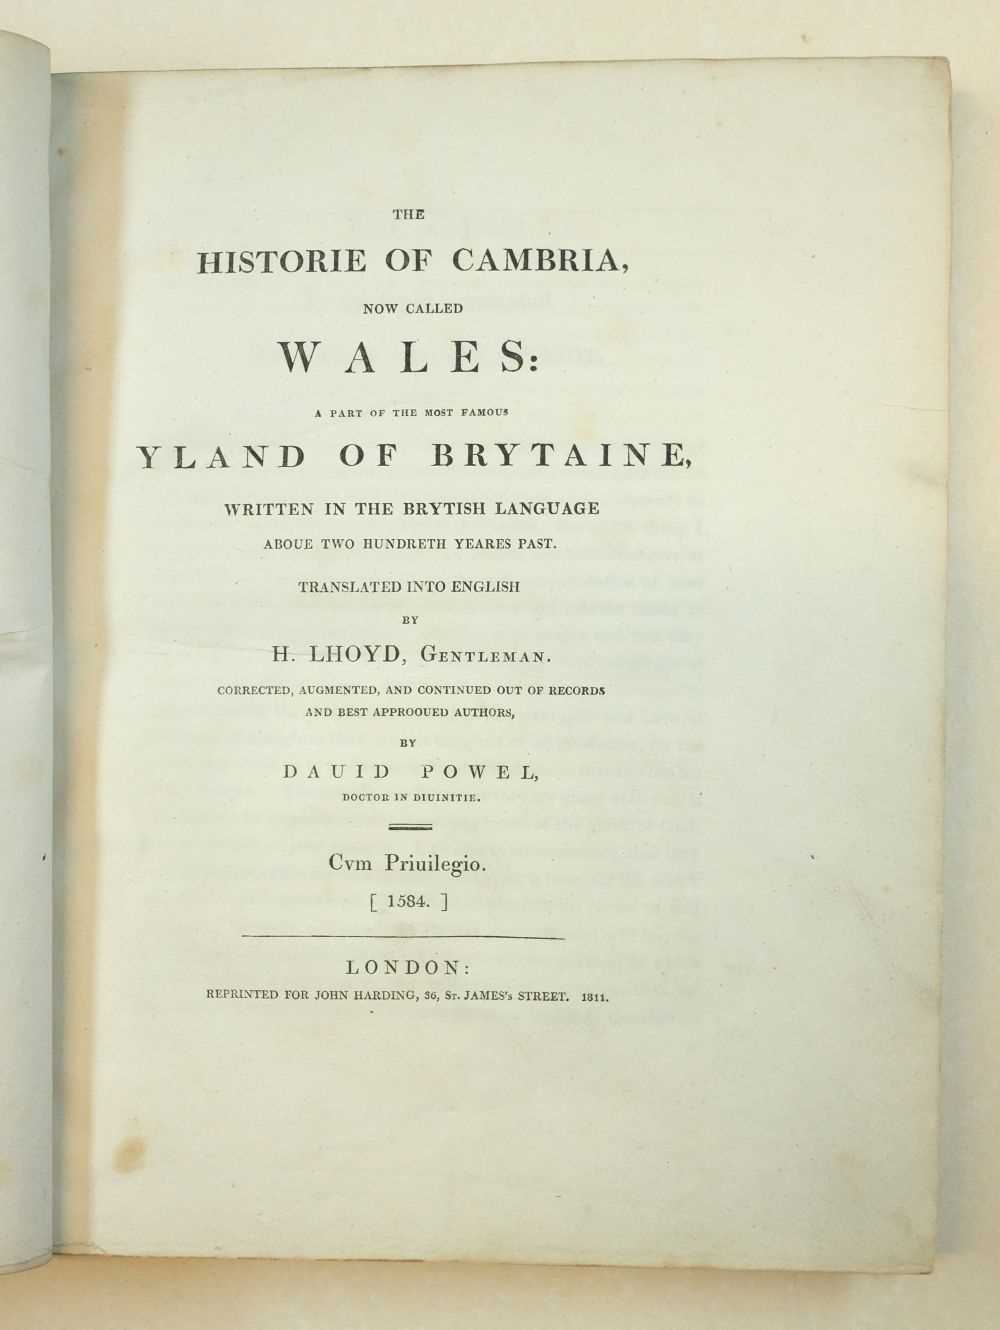 THE
HISTORIE OF CAMBRIA,
NOW CALLED
WALES:
A PART OF THE MOST FAMOUS
YLAND OF BRYTAINE,
WRITTEN IN THE BRYTISH LANGUAGE
ABOUE TWO HUNDRETH YEARES PAST.
TRANSLATED INTO ENGLISH
BY
H. LHOYD, GENTLEMAN.
CORRECTED, AUGMENTED, AND CONTINUED OUT OF RECORDS
AND BEST APPROOUED AUTHORS,
BY
DAUID POWEL,
DOCTOR IN DIUINITIE.
Cvm Priuilegio.
[ 1584. ]
LONDON:
REPRINTED FOR JOHN HARDING, 36, ST. JAMES's STREET. 1811.